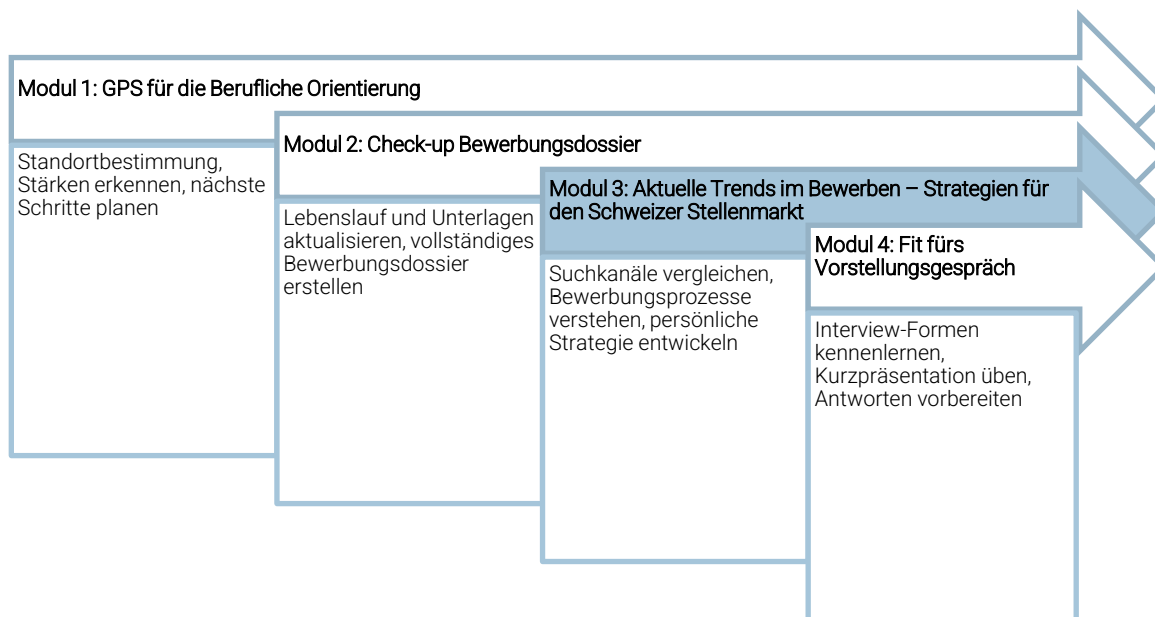 Modul 1: GPS für die Berufliche Orientierung
Standortbestimmung,
Stärken erkennen, nächste
Schritte planen
Modul 2: Check-up Bewerbungsdossier
Lebenslauf und Unterlagen
aktualisieren, vollständiges
Bewerbungsdossier
erstellen
Modul 3: Aktuelle Trends im Bewerben – Strategien für
den Schweizer Stellenmarkt
Suchkanäle vergleichen,
Bewerbungsprozesse
verstehen, persönliche
Strategie entwickeln
Modul 4: Fit fürs
Vorstellungsgespräch
Interview-Formen
kennenlernen,
Kurzpräsentation üben,
Antworten vorbereiten